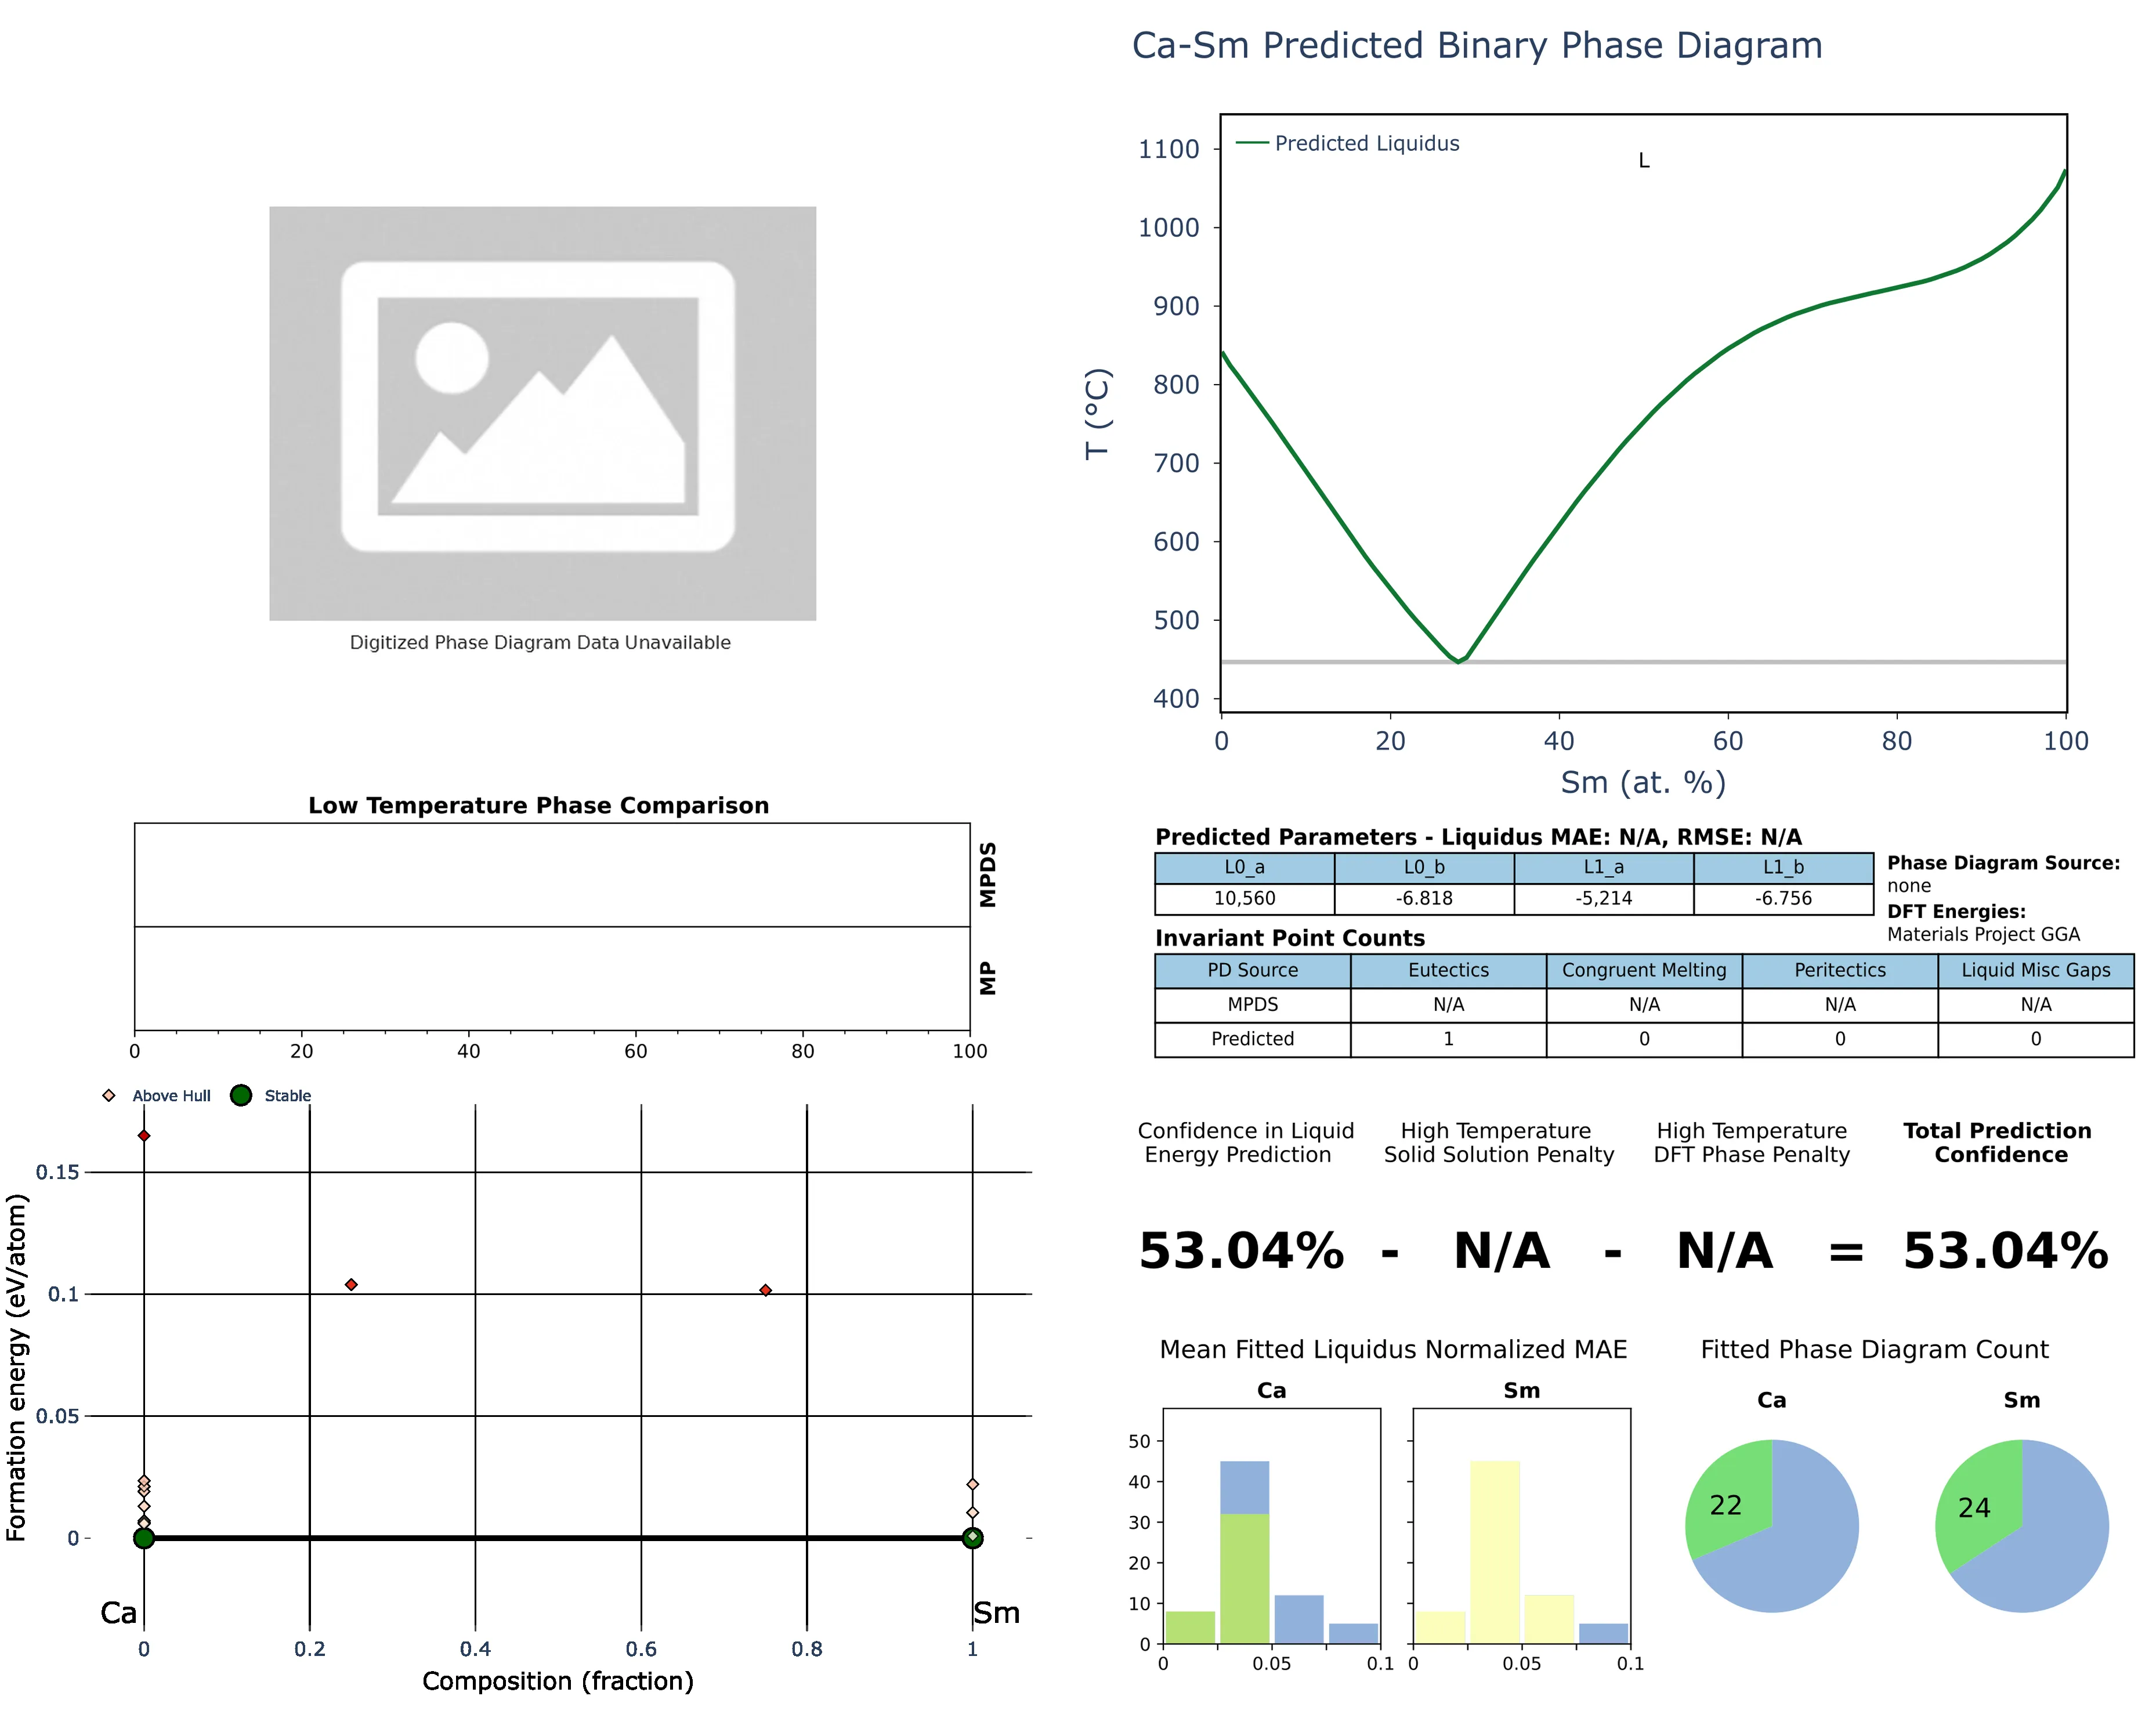 Ca-Sm Predicted Binary Phase Diagram
Predicted Liquidus
L
1100
1000
900
800
700
600
500
400
T (°C)
0 20 40 60 80 100
Sm (at. %)
Digitized Phase Diagram Data Unavailable
Low Temperature Phase Comparison
MPDS
MP
0 20 40 60 80 100
Predicted Parameters - Liquidus MAE: N/A, RMSE: N/A
L0_a L0_b L1_a L1_b
10,560 -6.818 -5,214 -6.756
Phase Diagram Source:
none
DFT Energies:
Materials Project GGA
Invariant Point Counts
PD Source Eutectics Congruent Melting Peritectics Liquid Misc Gaps
MPDS N/A N/A N/A N/A
Predicted 1 0 0 0
Above Hull Stable
0.15
0.1
0.05
0
Formation energy (eV/atom)
Ca Sm
0 0.2 0.4 0.6 0.8 1
Composition (fraction)
Confidence in Liquid
Energy Prediction
High Temperature
Solid Solution Penalty
High Temperature
DFT Phase Penalty
Total Prediction
Confidence
53.04% - N/A - N/A = 53.04%
Mean Fitted Liquidus Normalized MAE
Ca Sm
50
40
30
20
10
0
0 0.05 0.1 0 0.05 0.1
Fitted Phase Diagram Count
Ca Sm
22 24